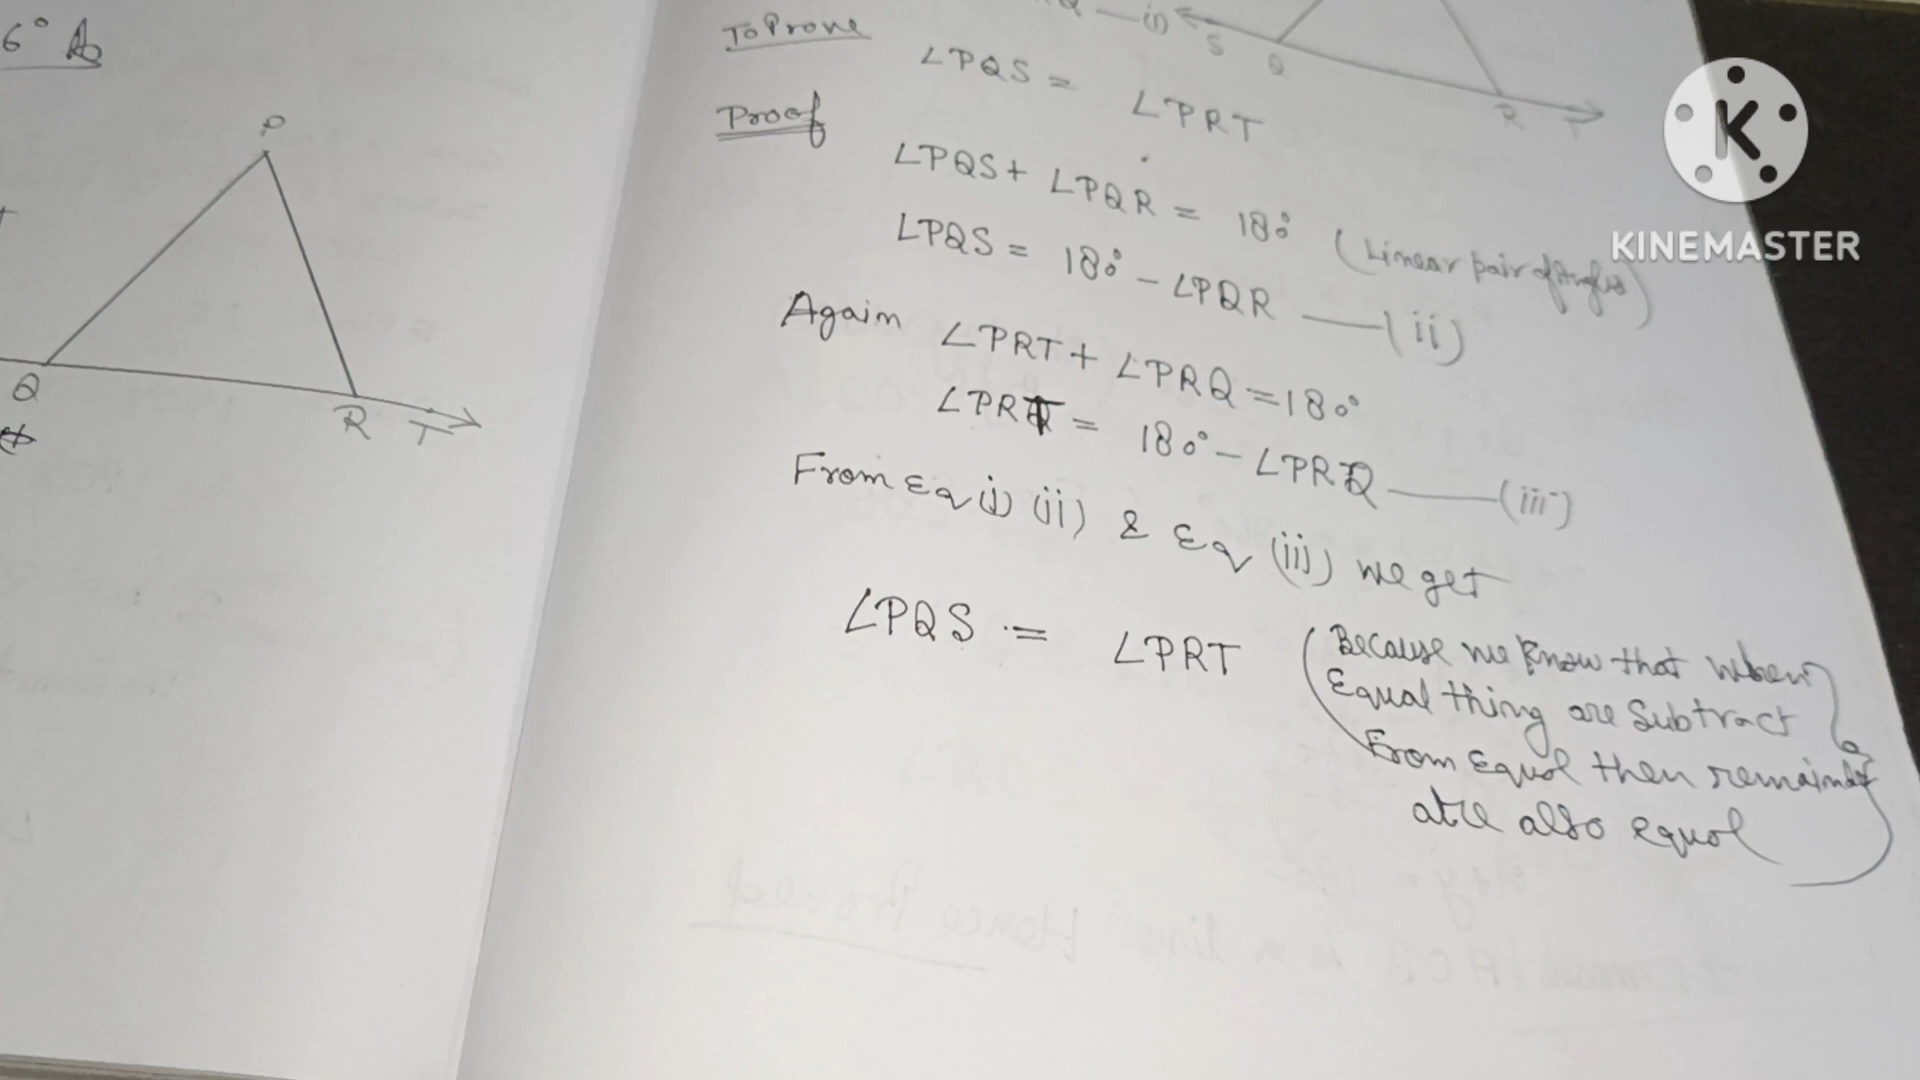 6°
P
Q
R T
Q —(i)
S Q R T
To Prove
∠PQS = ∠PRT
Proof
∠PQS + ∠PQR = 180° (Linear pair of Angles)
∠PQS = 180° - ∠PQR —(ii)
Again ∠PRT + ∠PRQ = 180°
∠PRT = 180° - ∠PRQ —(iii)
From Eq (i) (ii) & Eq (iii) we get
∠PQS = ∠PRT
(Because we know that when
Equal thing are Subtract
From equal then
are also equal)
KINEMASTER